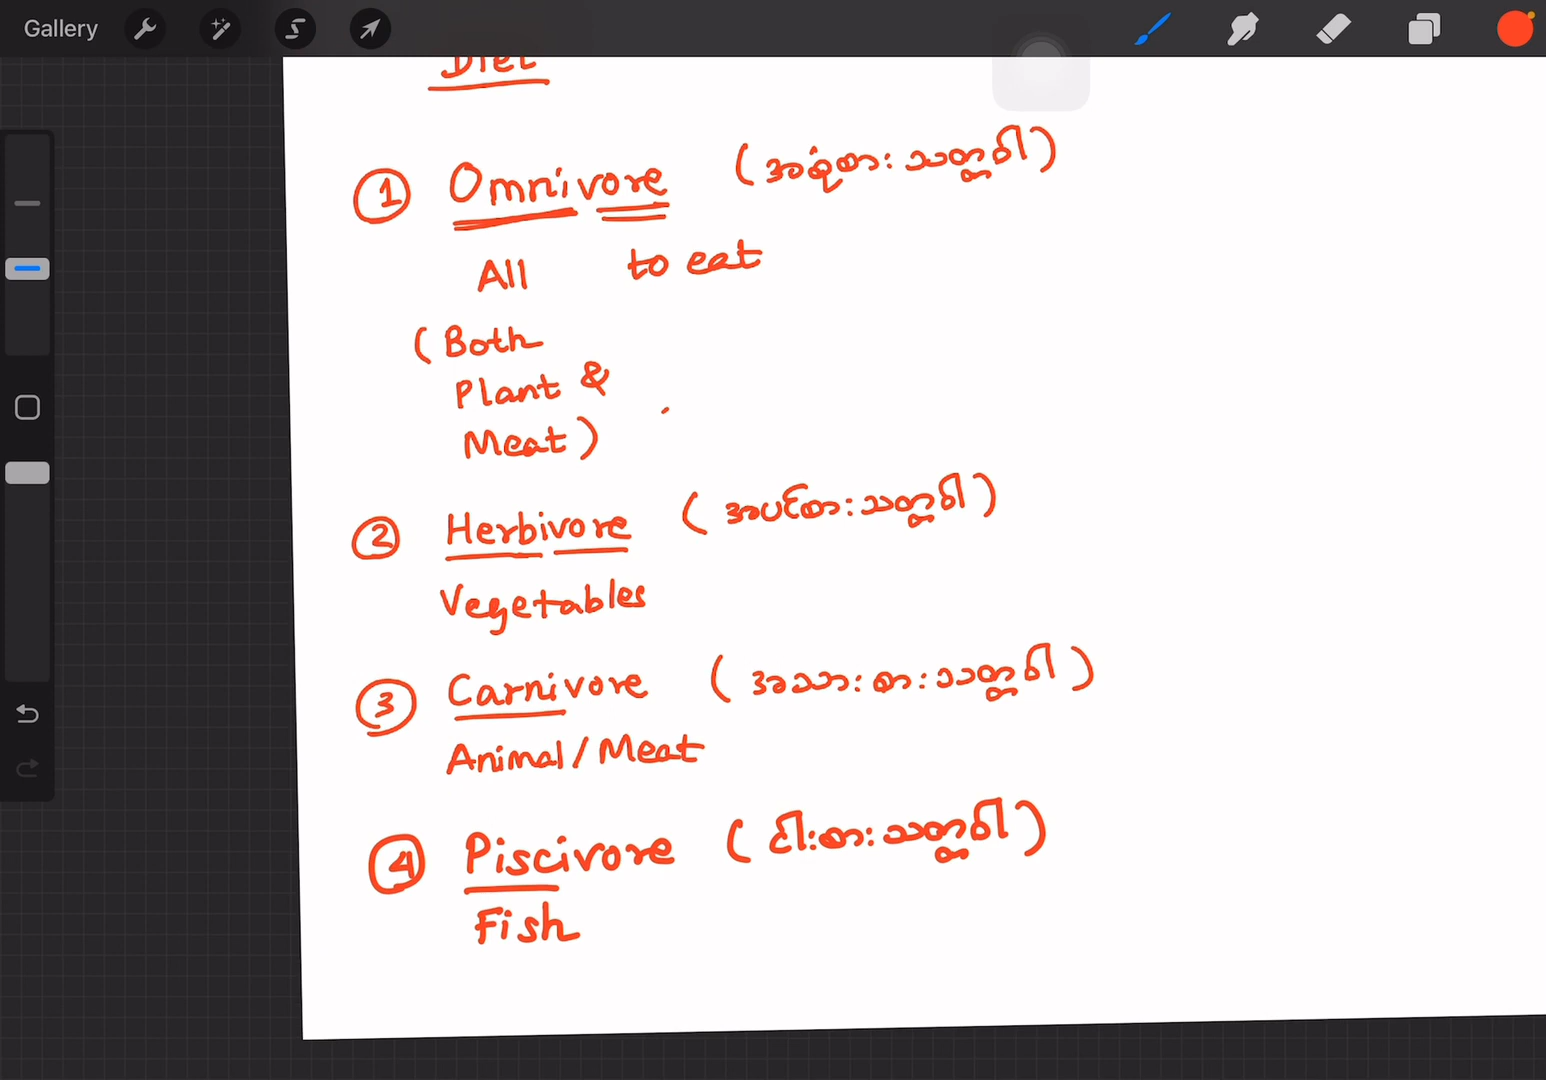 Gallery
Diet
① Omnivore (အစုံစား သတ္တဝါ)
All to eat
(Both
Plant &
Meat)
② Herbivore (အပင်စားသတ္တဝါ)
Vegetables
③ Carnivore (အသားစားသတ္တဝါ)
Animal/Meat
④ Piscivore (ငါးစားသတ္တဝါ)
Fish